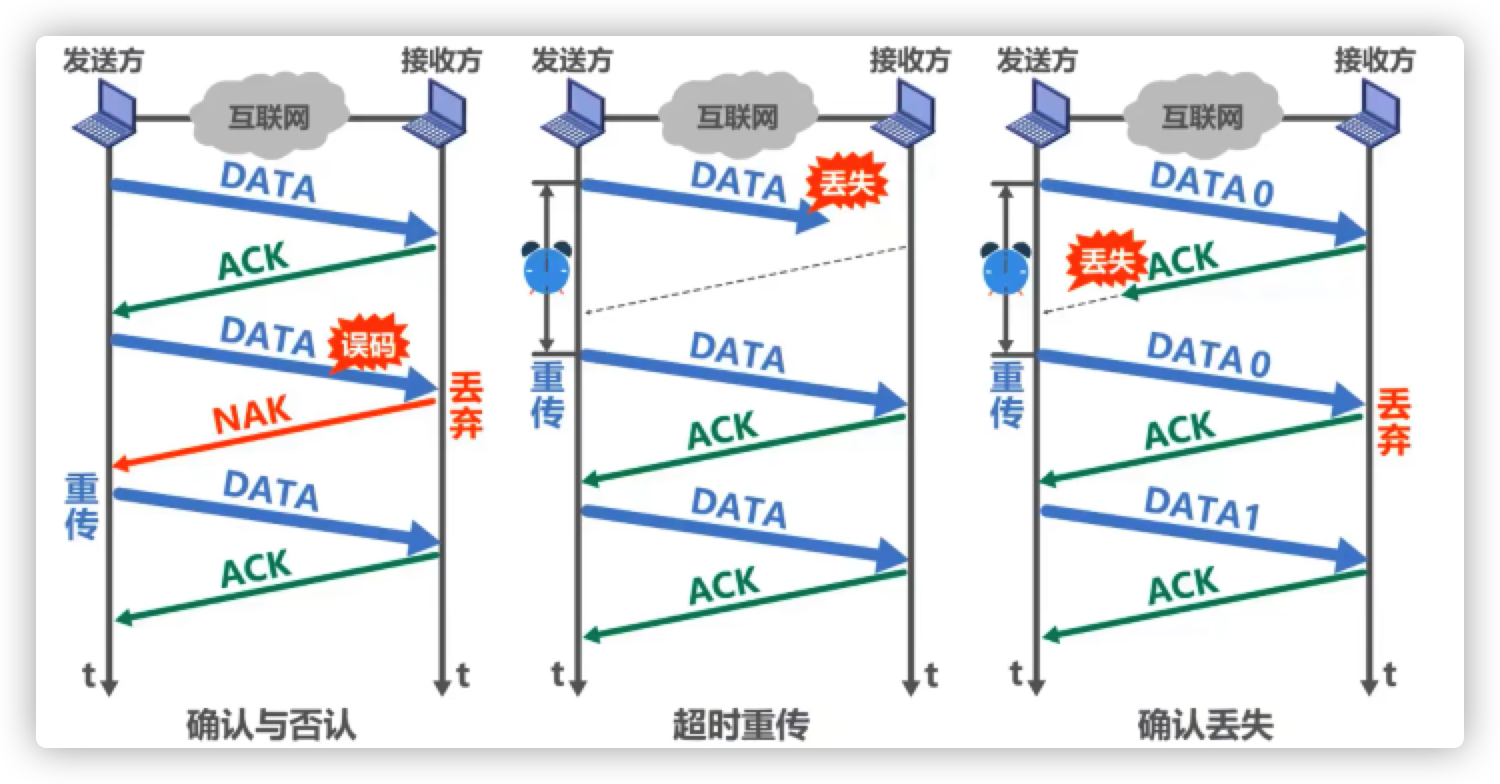 发送方
接收方
互联网
DATA
ACK
DATA
误码
丢弃
NAK
重传
DATA
ACK
t
t
确认与否认
发送方
接收方
互联网
DATA
丢失
重传
DATA
ACK
DATA
ACK
t
t
超时重传
发送方
接收方
互联网
DATA 0
丢失
ACK
重传
DATA 0
丢弃
ACK
DATA1
ACK
t
t
确认丢失